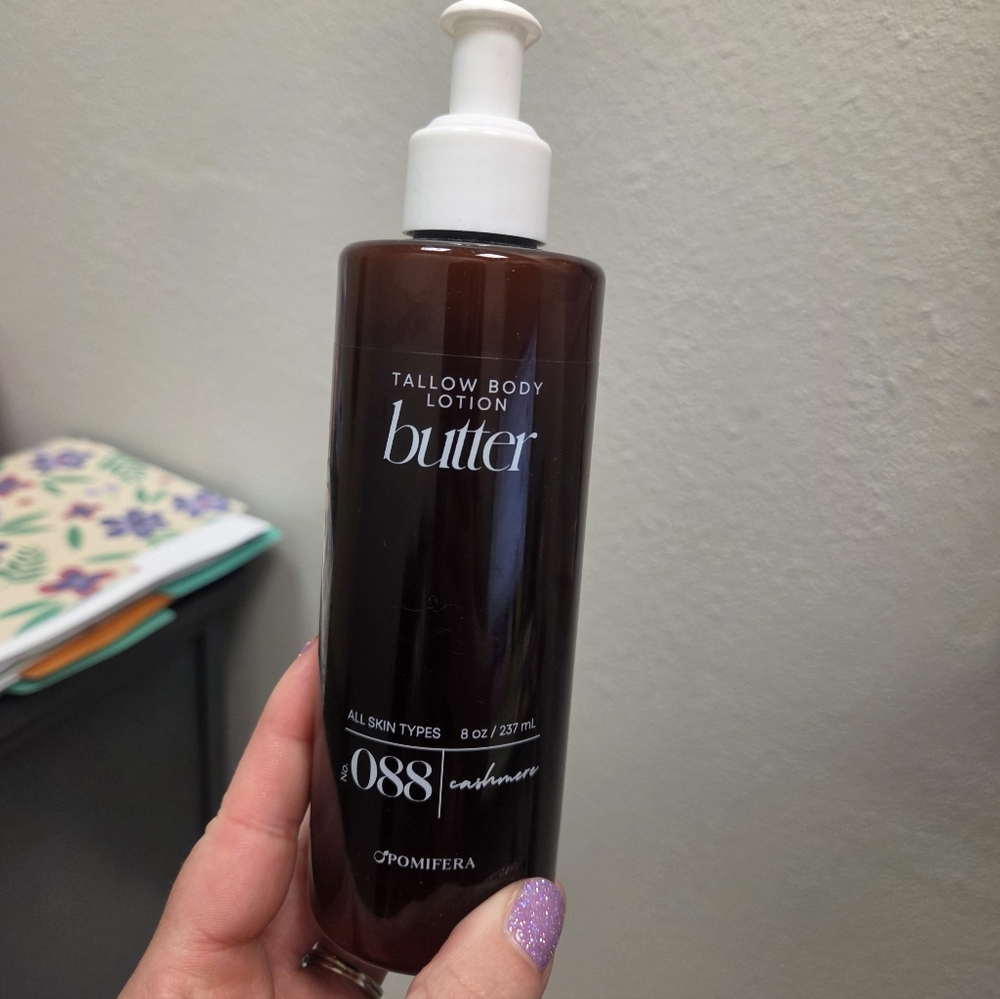 TALLOW BODY
LOTION
butter
ALL SKIN TYPES 8 oz / 237 mL
No. 088 cashmere
POMIFERA